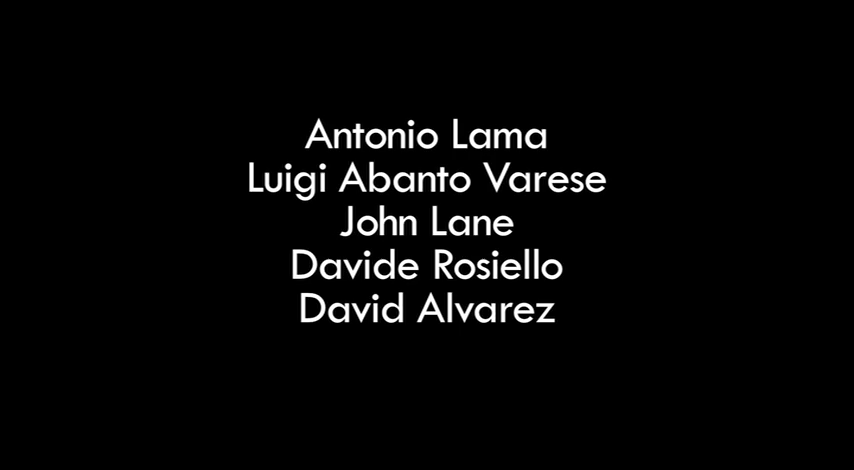 Antonio Lama
Luigi Abanto Varese
John Lane
Davide Rosiello
David Alvarez